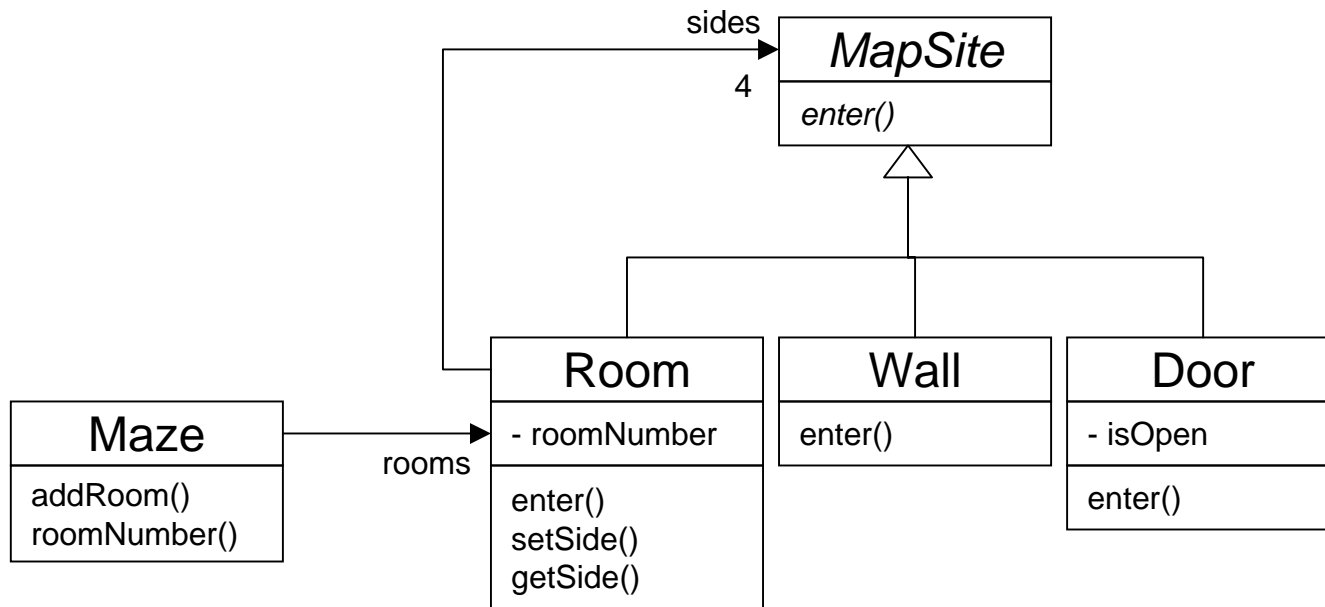 sides
MapSite
4
enter()
Room
Wall
Door
Maze
- roomNumber
enter()
- isOpen
rooms
addRoom()
roomNumber()
enter()
setSide()
getSide()
enter()